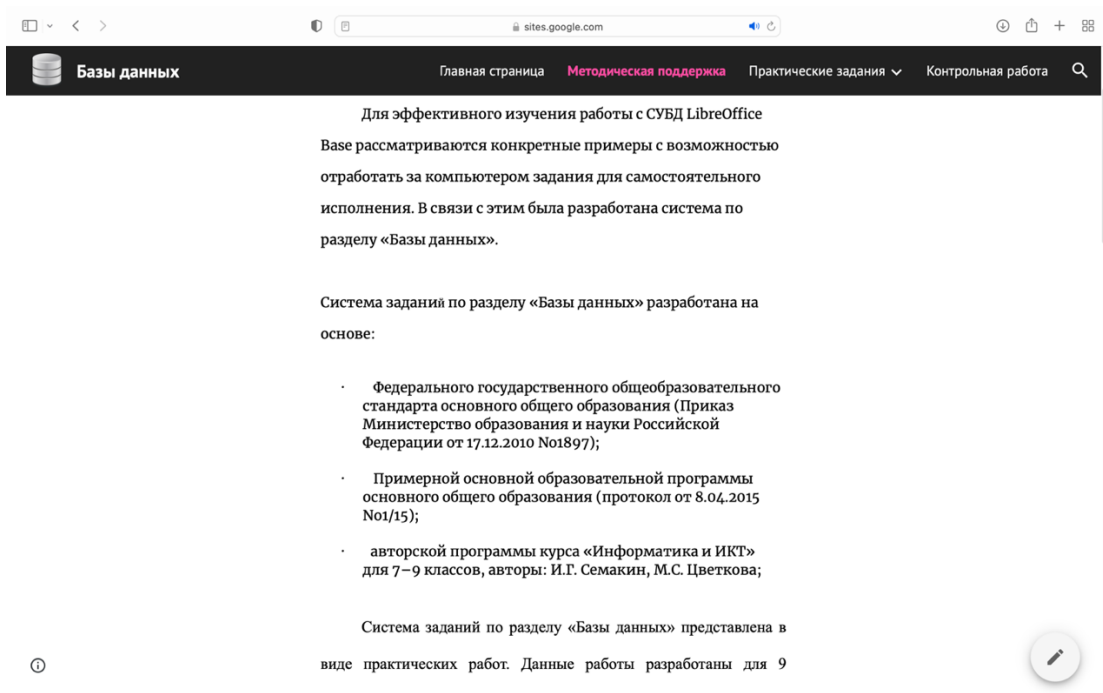 sites.google.com
Базы данных
Главная страница Методическая поддержка Практические задания Контрольная работа
Для эффективного изучения работы с СУБД LibreOffice
Base рассматриваются конкретные примеры с возможностью
отработать за компьютером задания для самостоятельного
исполнения. В связи с этим была разработана система по
разделу «Базы данных».
Система заданий по разделу «Базы данных» разработана на
основе:
· Федерального государственного общеобразовательного
стандарта основного общего образования (Приказ
Министерство образования и науки Российской
Федерации от 17.12.2010 No1897);
· Примерной основной образовательной программы
основного общего образования (протокол от 8.04.2015
No1/15);
· авторской программы курса «Информатика и ИКТ»
для 7–9 классов, авторы: И.Г. Семакин, М.С. Цветкова;
Система заданий по разделу «Базы данных» представлена в
виде практических работ. Данные работы разработаны для 9